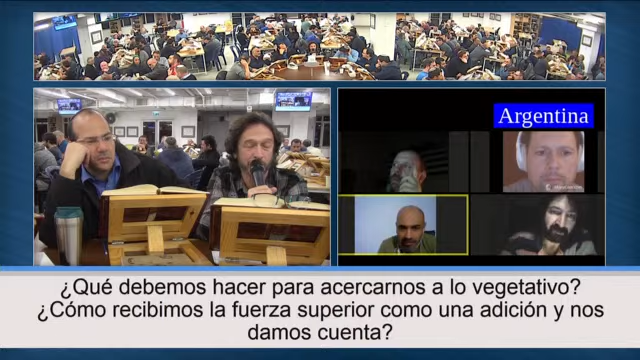 Argentina
¿Qué debemos hacer para acercarnos a lo vegetativo?
¿Cómo recibimos la fuerza superior como una adición y nos
damos cuenta?